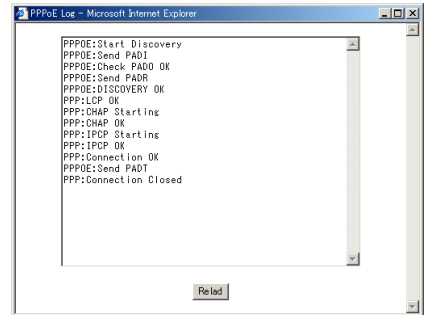 PPPoE Log - Microsoft Internet Explorer
PPPOE:Start Discovery
PPPOE:Send PADI
PPPOE:Check PADO OK
PPPOE:Send PADR
PPPOE:DISCOVERY OK
PPP:LCP OK
PPP:CHAP Starting
PPP:CHAP OK
PPP:IPCP Starting
PPP:IPCP OK
PPP:Connection OK
PPPOE:Send PADT
PPP:Connection Closed
Relad